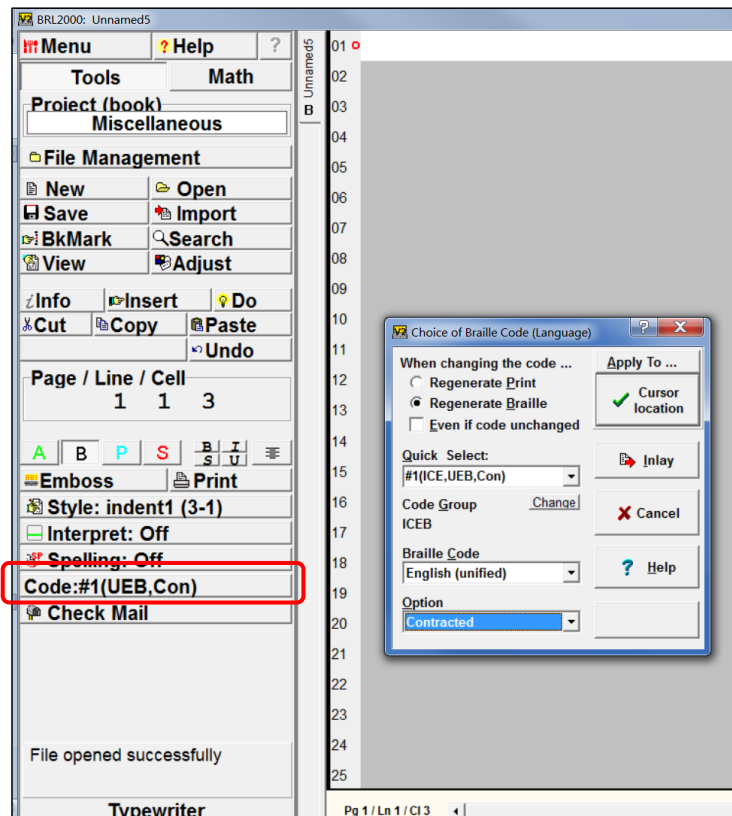 BRL2000: Unnamed5
Menu
? Help
?
Tools
Math
Project (book)
Miscellaneous
File Management
New
Open
Save
Import
BkMark
Search
View
Adjust
i Info
Insert
Do
Cut
Copy
Paste
Undo
Page / Line / Cell
1 1 3
A B P S B I S U
Emboss
Print
Style: indent1 (3-1)
Interpret: Off
SP Spelling: Off
Code:#1(UEB,Con)
Check Mail
File opened successfully
Typewriter
Unnamed5
B
01
02
03
04
05
06
07
08
09
10
11
12
13
14
15
16
17
18
19
20
21
22
23
24
25
Pg 1 / Ln 1 / Cl 3
Choice of Braille Code (Language)
? X
When changing the code ...
Regenerate Print
Regenerate Braille
Even if code unchanged
Quick Select:
#1(ICE,UEB,Con)
Code Group
Change
ICEB
Braille Code
English (unified)
Option
Contracted
Apply To ...
Cursor
location
Inlay
Cancel
? Help